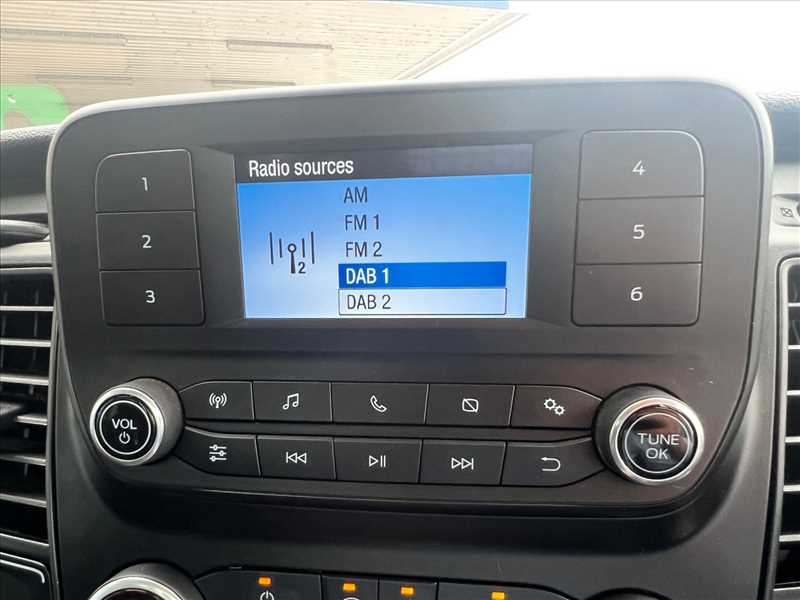 Radio sources
AM
FM 1
FM 2
DAB 1
DAB 2
2
1
2
3
4
5
6
VOL
TUNE
OK